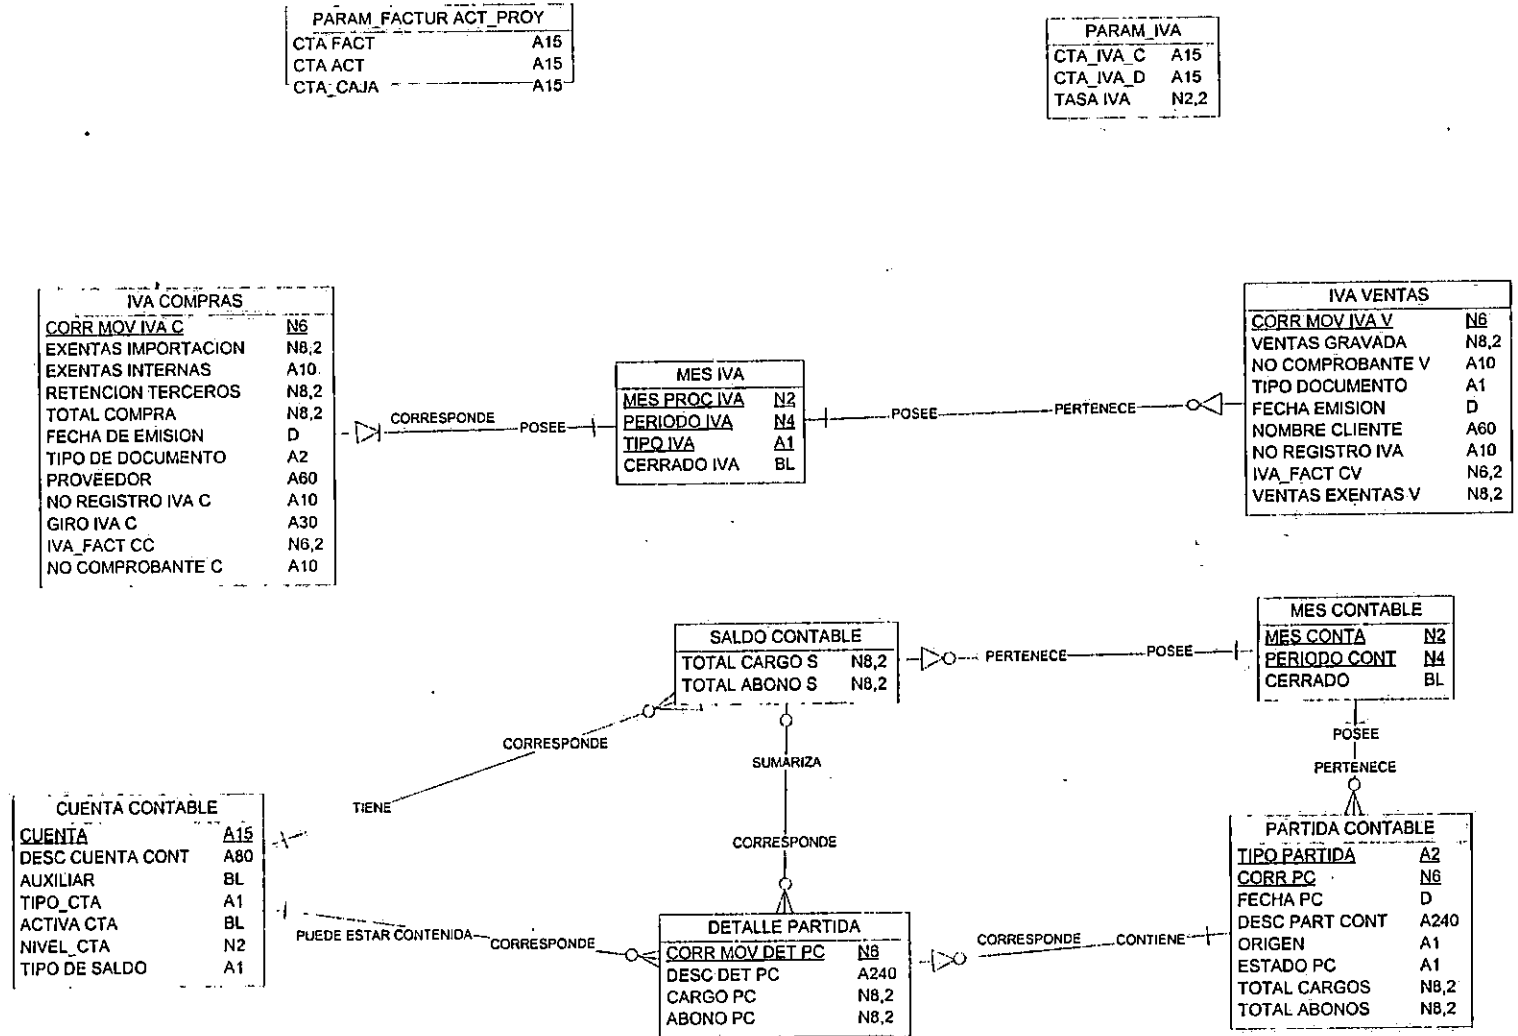 PARAM_FACTUR ACT_PROY
CTA FACT A15
CTA ACT A15
CTA_CAJA A15
PARAM_IVA
CTA_IVA_C A15
CTA_IVA_D A15
TASA IVA N2,2
IVA COMPRAS
CORR MOV IVA C N6
EXENTAS IMPORTACION N8,2
EXENTAS INTERNAS A10
RETENCION TERCEROS N8,2
TOTAL COMPRA N8,2
FECHA DE EMISION D
TIPO DE DOCUMENTO A2
PROVEEDOR A60
NO REGISTRO IVA C A10
GIRO IVA C A30
IVA_FACT CC N6,2
NO COMPROBANTE C A10
CORRESPONDE
POSEE
MES IVA
MES PROC IVA N2
PERIODO IVA N4
TIPO IVA A1
CERRADO IVA BL
POSEE
PERTENECE
IVA VENTAS
CORR MOV IVA V N6
VENTAS GRAVADA N8,2
NO COMPROBANTE V A10
TIPO DOCUMENTO A1
FECHA EMISION D
NOMBRE CLIENTE A60
NO REGISTRO IVA A10
IVA_FACT CV N6,2
VENTAS EXENTAS V N8,2
SALDO CONTABLE
TOTAL CARGO S N8,2
TOTAL ABONO S N8,2
PERTENECE
POSEE
MES CONTABLE
MES CONTA N2
PERIODO CONT N4
CERRADO BL
POSEE
PERTENECE
CORRESPONDE
TIENE
SUMARIZA
CORRESPONDE
CUENTA CONTABLE
CUENTA A15
DESC CUENTA CONT A80
AUXILIAR BL
TIPO_CTA A1
ACTIVA CTA BL
NIVEL_CTA N2
TIPO DE SALDO A1
PUEDE ESTAR CONTENIDA
CORRESPONDE
DETALLE PARTIDA
CORR MOV DET PC N6
DESC DET PC A240
CARGO PC N8,2
ABONO PC N8,2
CORRESPONDE
CONTIENE
PARTIDA CONTABLE
TIPO PARTIDA A2
CORR PC N6
FECHA PC D
DESC PART CONT A240
ORIGEN A1
ESTADO PC A1
TOTAL CARGOS N8,2
TOTAL ABONOS N8,2